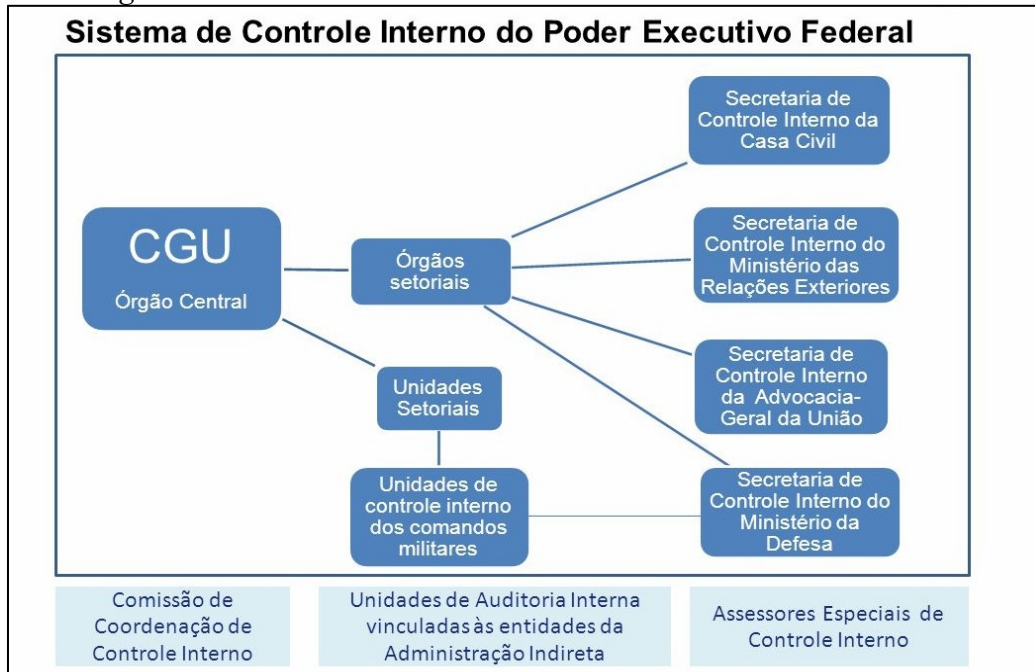 Sistema de Controle Interno do Poder Executivo Federal
CGU
Órgão Central
Órgãos
setoriais
Unidades
Setoriais
Unidades de
controle interno
dos comandos
militares
Secretaria de
Controle Interno da
Casa Civil
Secretaria de
Controle Interno do
Ministério das
Relações Exteriores
Secretaria de
Controle Interno
da Advocacia-
Geral da União
Secretaria de
Controle Interno do
Ministério da
Defesa
Comissão de
Coordenação de
Controle Interno
Unidades de Auditoria Interna
vinculadas às entidades da
Administração Indireta
Assessores Especiais de
Controle Interno